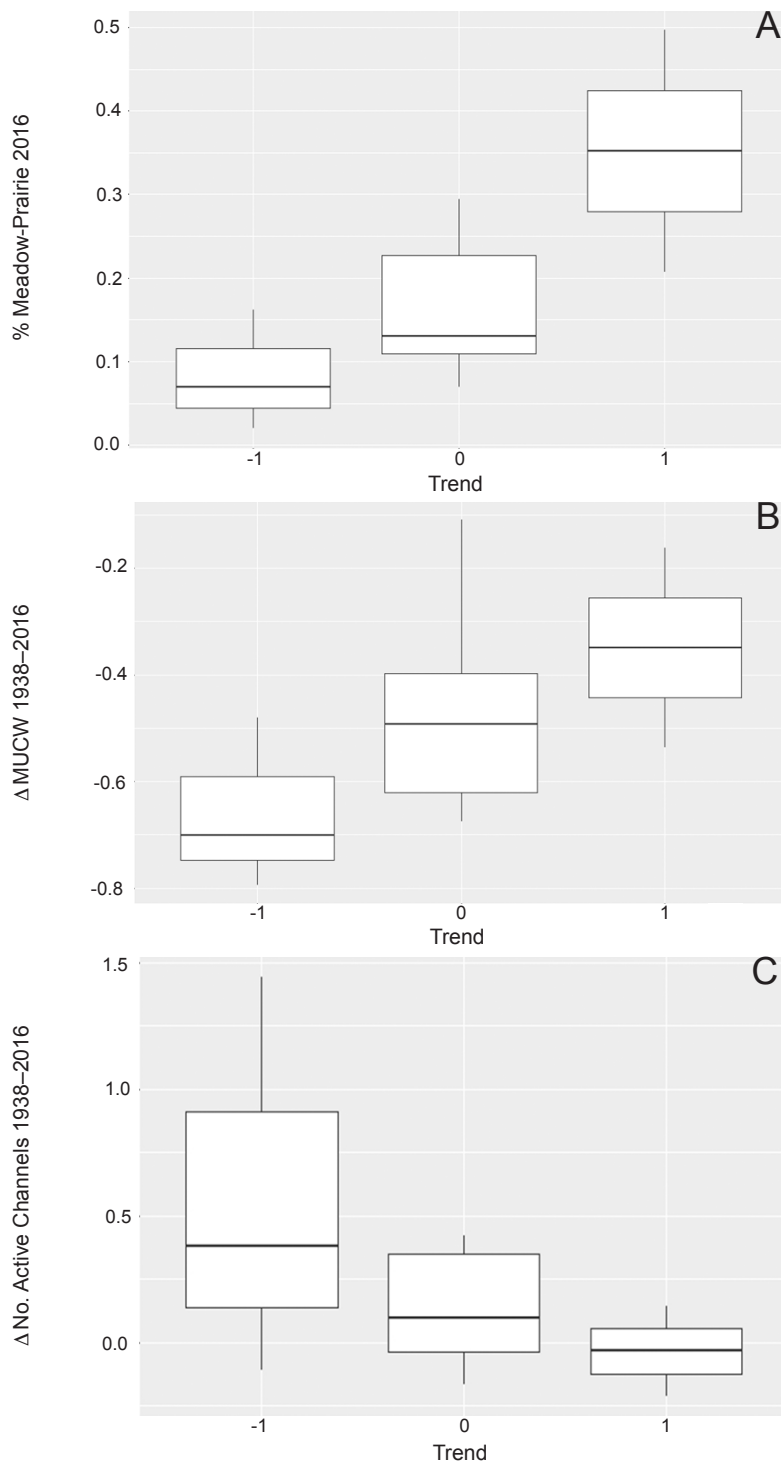 A
% Meadow-Prairie 2016
0.5
0.4
0.3
0.2
0.1
0.0
-1 0 1
Trend
B
Δ MUCW 1938–2016
-0.2
-0.4
-0.6
-0.8
-1 0 1
Trend
C
Δ No. Active Channels 1938–2016
1.5
1.0
0.5
0.0
-1 0 1
Trend